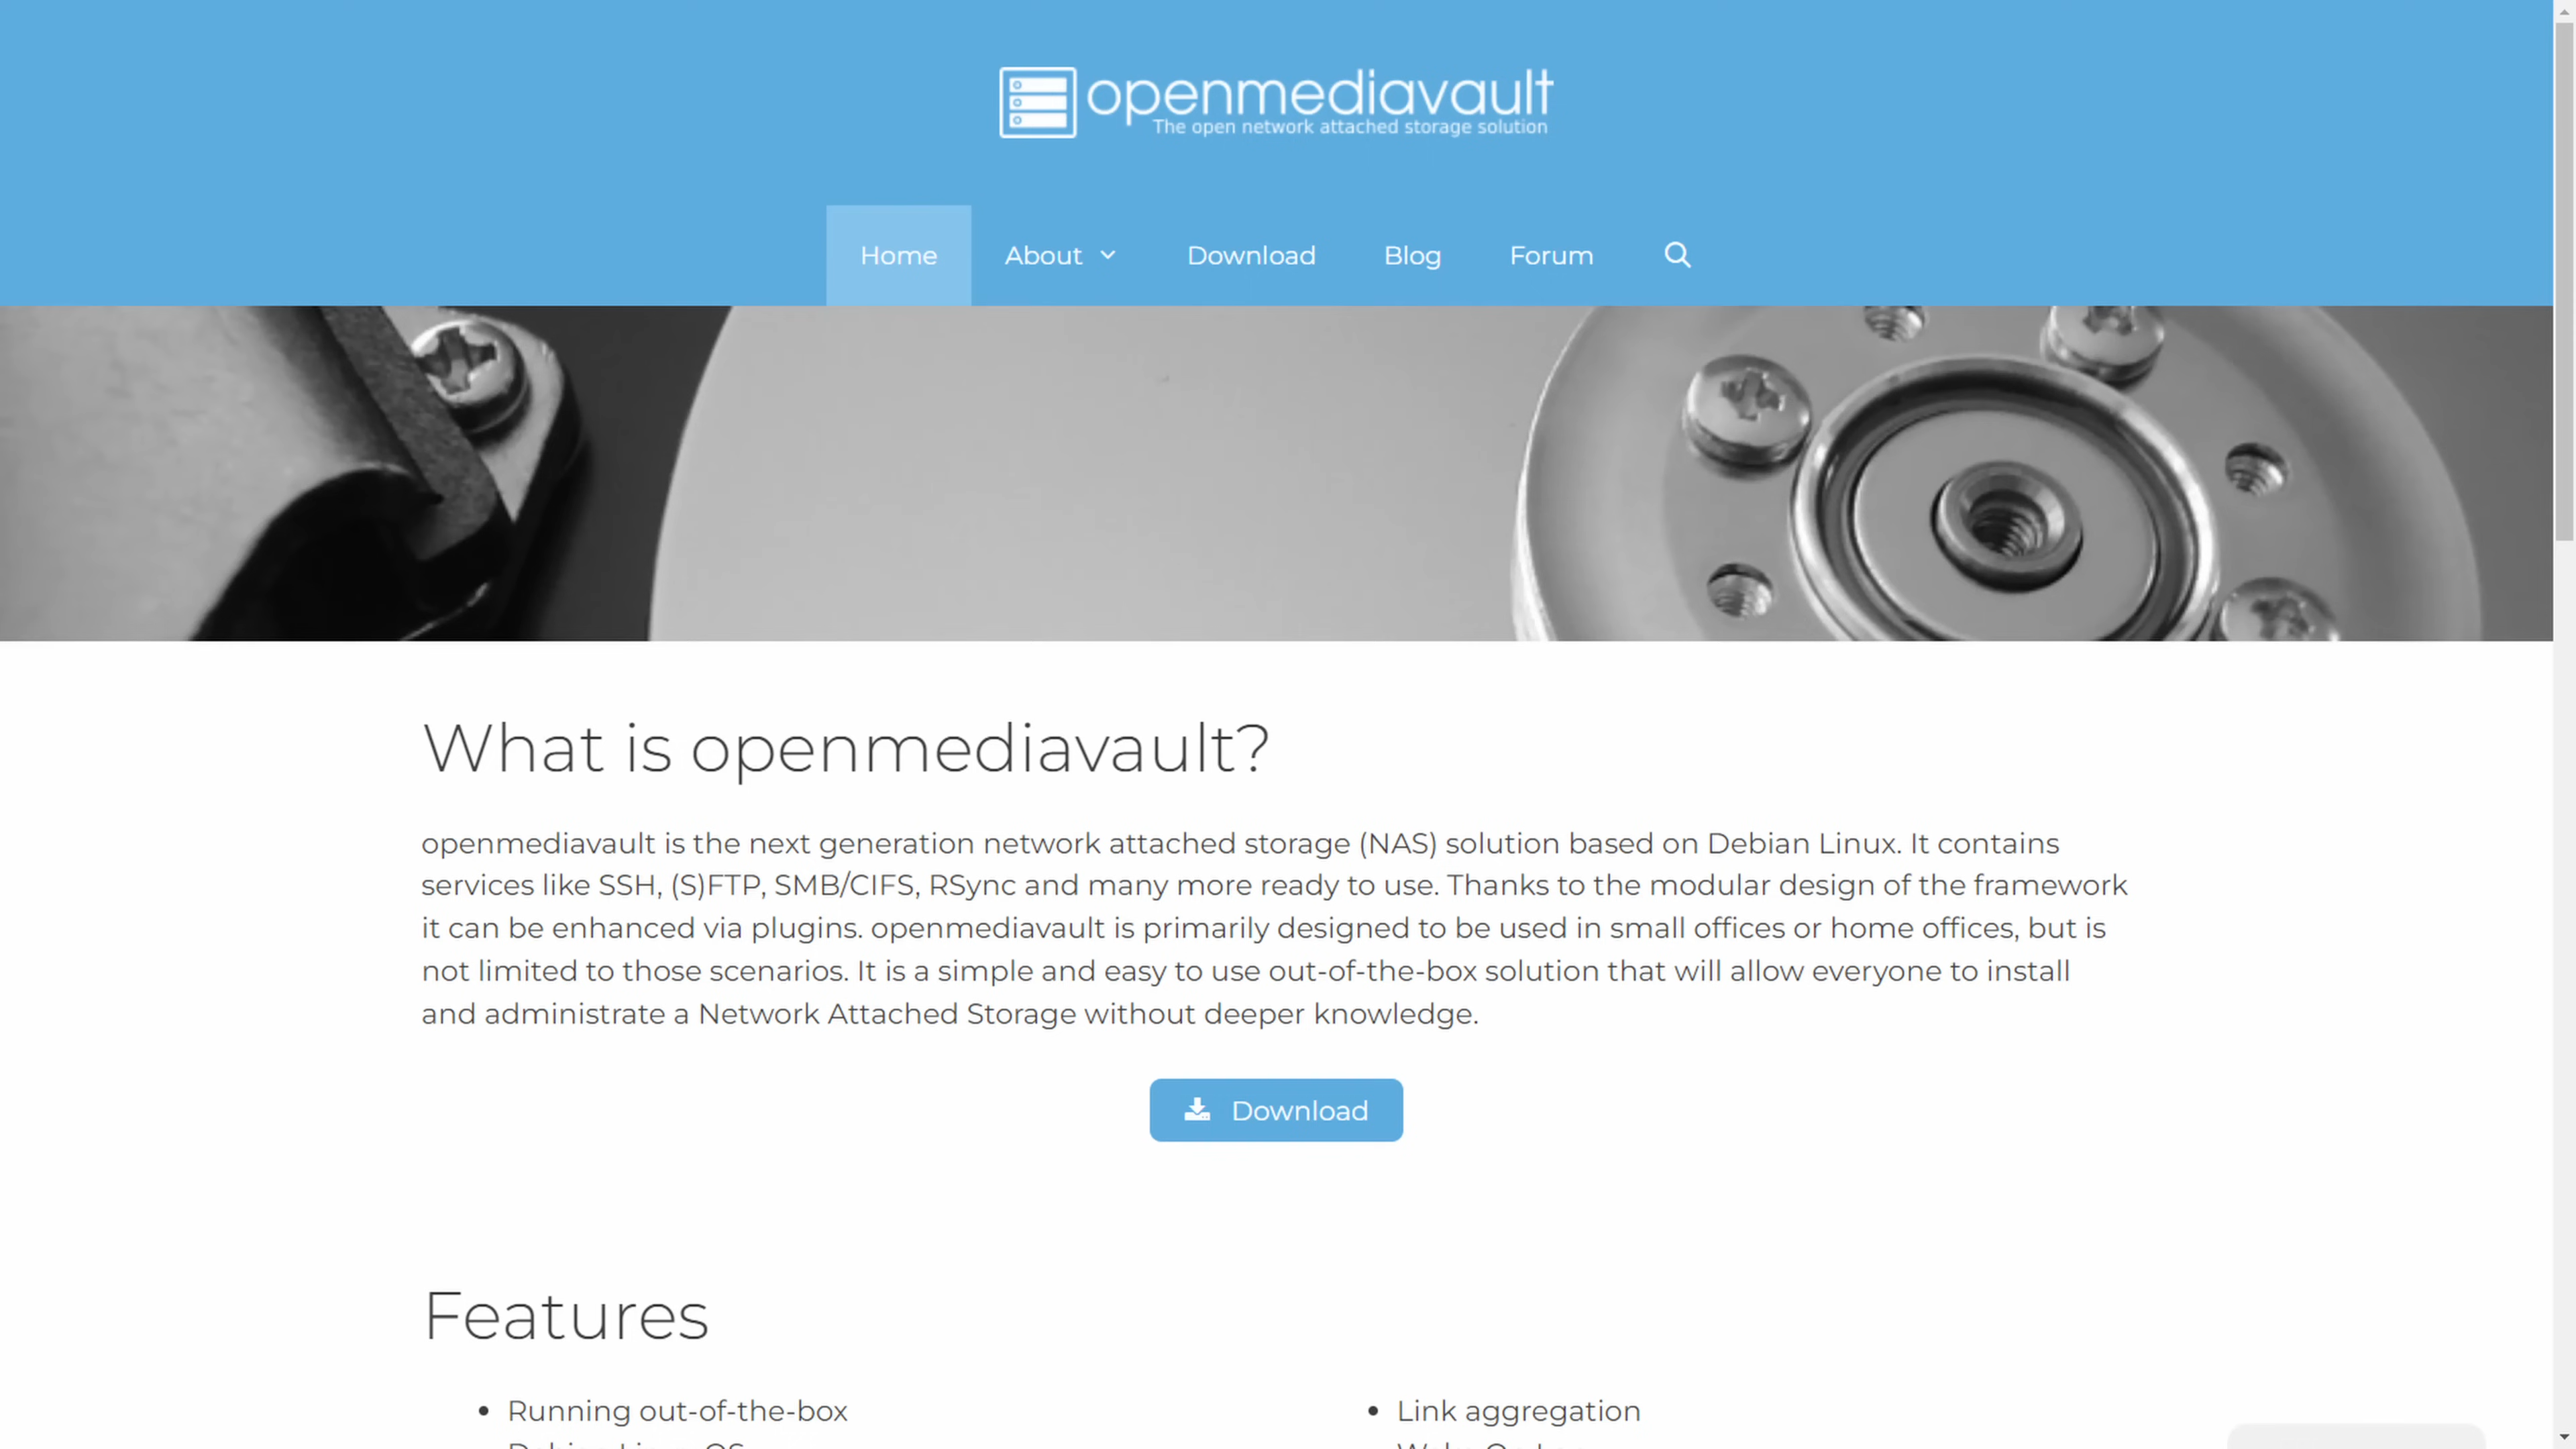 openmediavault
The open network attached storage solution
Home About Download Blog Forum
What is openmediavault?
openmediavault is the next generation network attached storage (NAS) solution based on Debian Linux. It contains
services like SSH, (S)FTP, SMB/CIFS, RSync and many more ready to use. Thanks to the modular design of the framework
it can be enhanced via plugins. openmediavault is primarily designed to be used in small offices or home offices, but is
not limited to those scenarios. It is a simple and easy to use out-of-the-box solution that will allow everyone to install
and administrate a Network Attached Storage without deeper knowledge.
Download
Features
• Running out-of-the-box
• Link aggregation